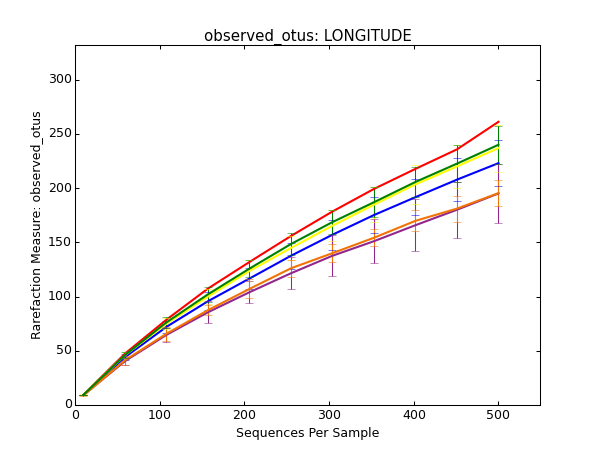 observed_otus: LONGITUDE
300
250
200
150
100
50
0
Rarefaction Measure: observed_otus
0 100 200 300 400 500
Sequences Per Sample